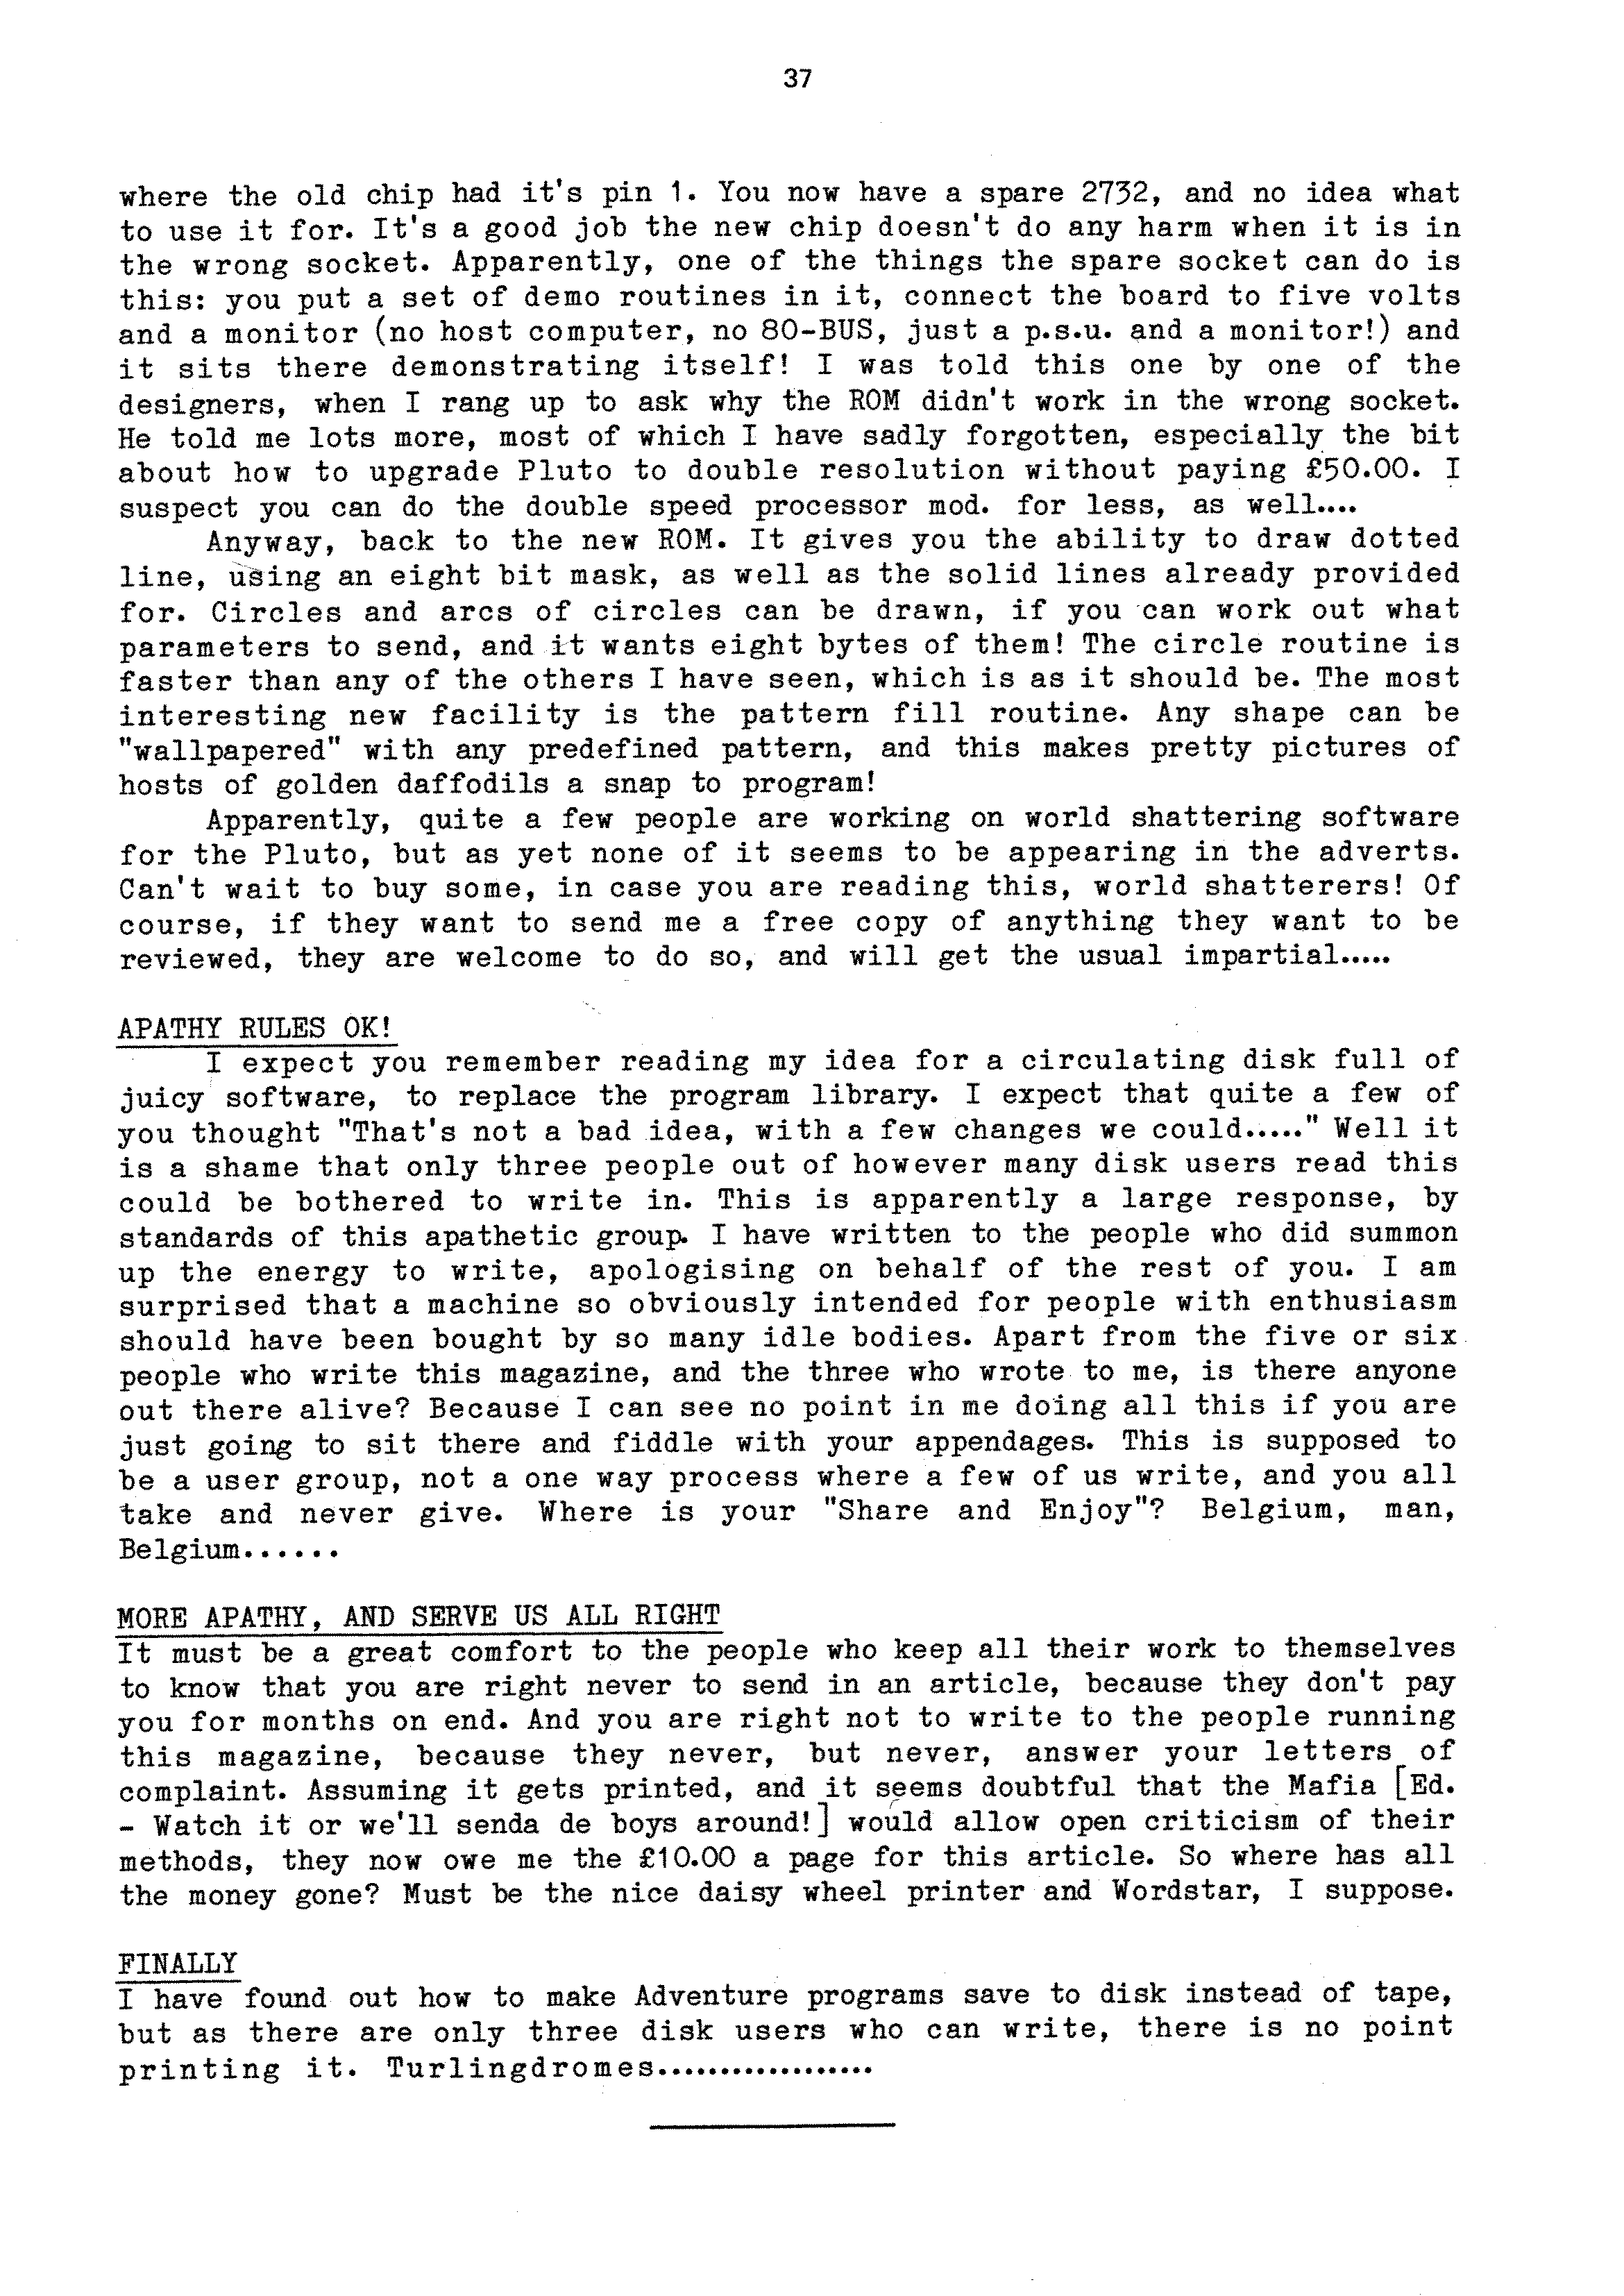 37
where the old chip had it's pin 1. You now have a spare 2732, and no idea what
to use it for. It's a good job the new chip doesn't do any harm when it is in
the wrong socket. Apparently, one of the things the spare socket can do is
this: you put a set of demo routines in it, connect the board to five volts
and a monitor (no host computer, no 80-BUS, just a p.s.u. and a monitor!) and
it sits there demonstrating itself! I was told this one by one of the
designers, when I rang up to ask why the ROM didn't work in the wrong socket.
He told me lots more, most of which I have sadly forgotten, especially the bit
about how to upgrade Pluto to double resolution without paying £50.00. I
suspect you can do the double speed processor mod. for less, as well....
Anyway, back to the new ROM. It gives you the ability to draw dotted
line, using an eight bit mask, as well as the solid lines already provided
for. Circles and arcs of circles can be drawn, if you can work out what
parameters to send, and it wants eight bytes of them! The circle routine is
faster than any of the others I have seen, which is as it should be. The most
interesting new facility is the pattern fill routine. Any shape can be
"wallpapered" with any predefined pattern, and this makes pretty pictures of
hosts of golden daffodils a snap to program!
Apparently, quite a few people are working on world shattering software
for the Pluto, but as yet none of it seems to be appearing in the adverts.
Can't wait to buy some, in case you are reading this, world shatterers! Of
course, if they want to send me a free copy of anything they want to be
reviewed, they are welcome to do so, and will get the usual impartial.....
APATHY RULES OK!
I expect you remember reading my idea for a circulating disk full of
juicy software, to replace the program library. I expect that quite a few of
you thought "That's not a bad idea, with a few changes we could....." Well it
is a shame that only three people out of however many disk users read this
could be bothered to write in. This is apparently a large response, by
standards of this apathetic group. I have written to the people who did summon
up the energy to write, apologising on behalf of the rest of you. I am
surprised that a machine so obviously intended for people with enthusiasm
should have been bought by so many idle bodies. Apart from the five or six
people who write this magazine, and the three who wrote to me, is there anyone
out there alive? Because I can see no point in me doing all this if you are
just going to sit there and fiddle with your appendages. This is supposed to
be a user group, not a one way process where a few of us write, and you all
take and never give. Where is your "Share and Enjoy"? Belgium, man,
Belgium......
MORE APATHY, AND SERVE US ALL RIGHT
It must be a great comfort to the people who keep all their work to themselves
to know that you are right never to send in an article, because they don't pay
you for months on end. And you are right not to write to the people running
this magazine, because they never, but never, answer your letters of
complaint. Assuming it gets printed, and it seems doubtful that the Mafia [Ed.
- Watch it or we'll senda de boys around!] would allow open criticism of their
methods, they now owe me the £10.00 a page for this article. So where has all
the money gone? Must be the nice daisy wheel printer and Wordstar, I suppose.
FINALLY
I have found out how to make Adventure programs save to disk instead of tape,
but as there are only three disk users who can write, there is no point
printing it. Turlingdromes..................